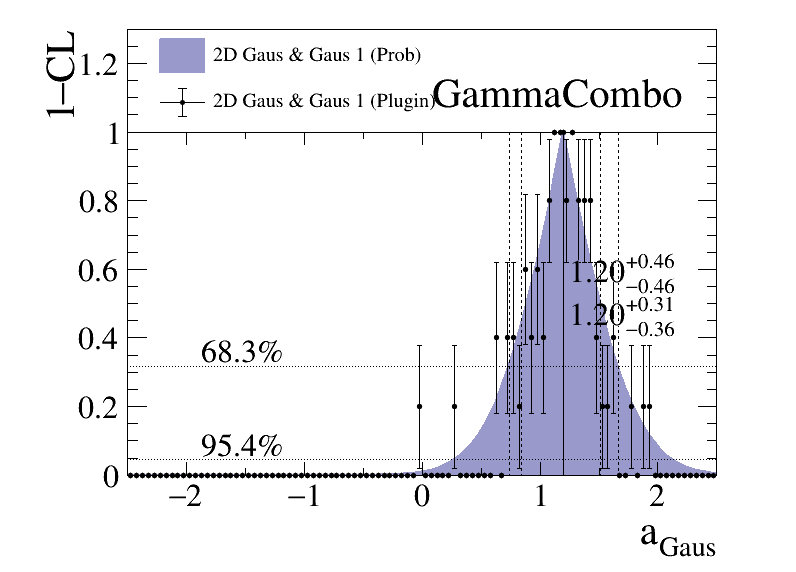 1–CL
2D Gaus & Gaus 1 (Prob)
2D Gaus & Gaus 1 (Plugin)
GammaCombo
1.2
1
0.8
0.6
0.4
0.2
0
1.20 +0.46 −0.46
1.20 +0.31 −0.36
68.3%
95.4%
−2 −1 0 1 2
a Gaus